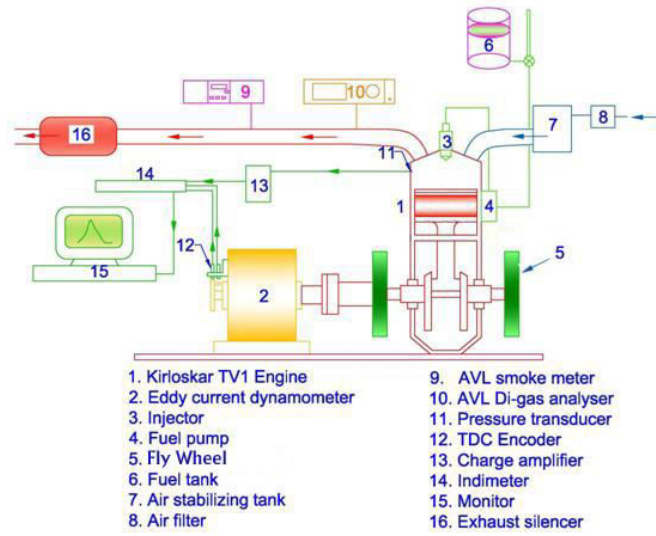 6
9
10
16
3
7
8
11
14
13
1
4
12
5
15
2
1. Kirloskar TV1 Engine
2. Eddy current dynamometer
3. Injector
4. Fuel pump
5. Fly Wheel
6. Fuel tank
7. Air stabilizing tank
8. Air filter
9. AVL smoke meter
10. AVL Di-gas analyser
11. Pressure transducer
12. TDC Encoder
13. Charge amplifier
14. Indimeter
15. Monitor
16. Exhaust silencer